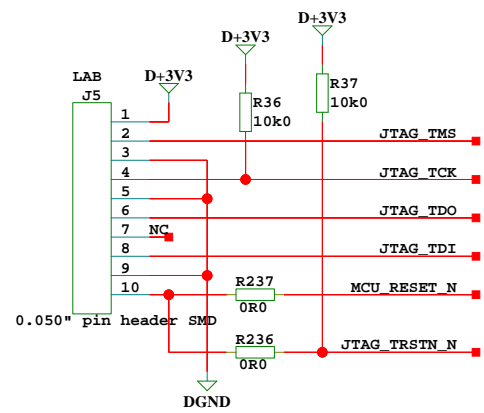 D+3V3
D+3V3
LAB
D+3V3
J5
R37
10k0
R36
10k0
1
2
JTAG_TMS
3
4
JTAG_TCK
5
6
JTAG_TDO
7
NC
8
JTAG_TDI
9
R237
10
MCU_RESET_N
0R0
0.050" pin header SMD
R236
JTAG_TRSTN_N
0R0
DGND